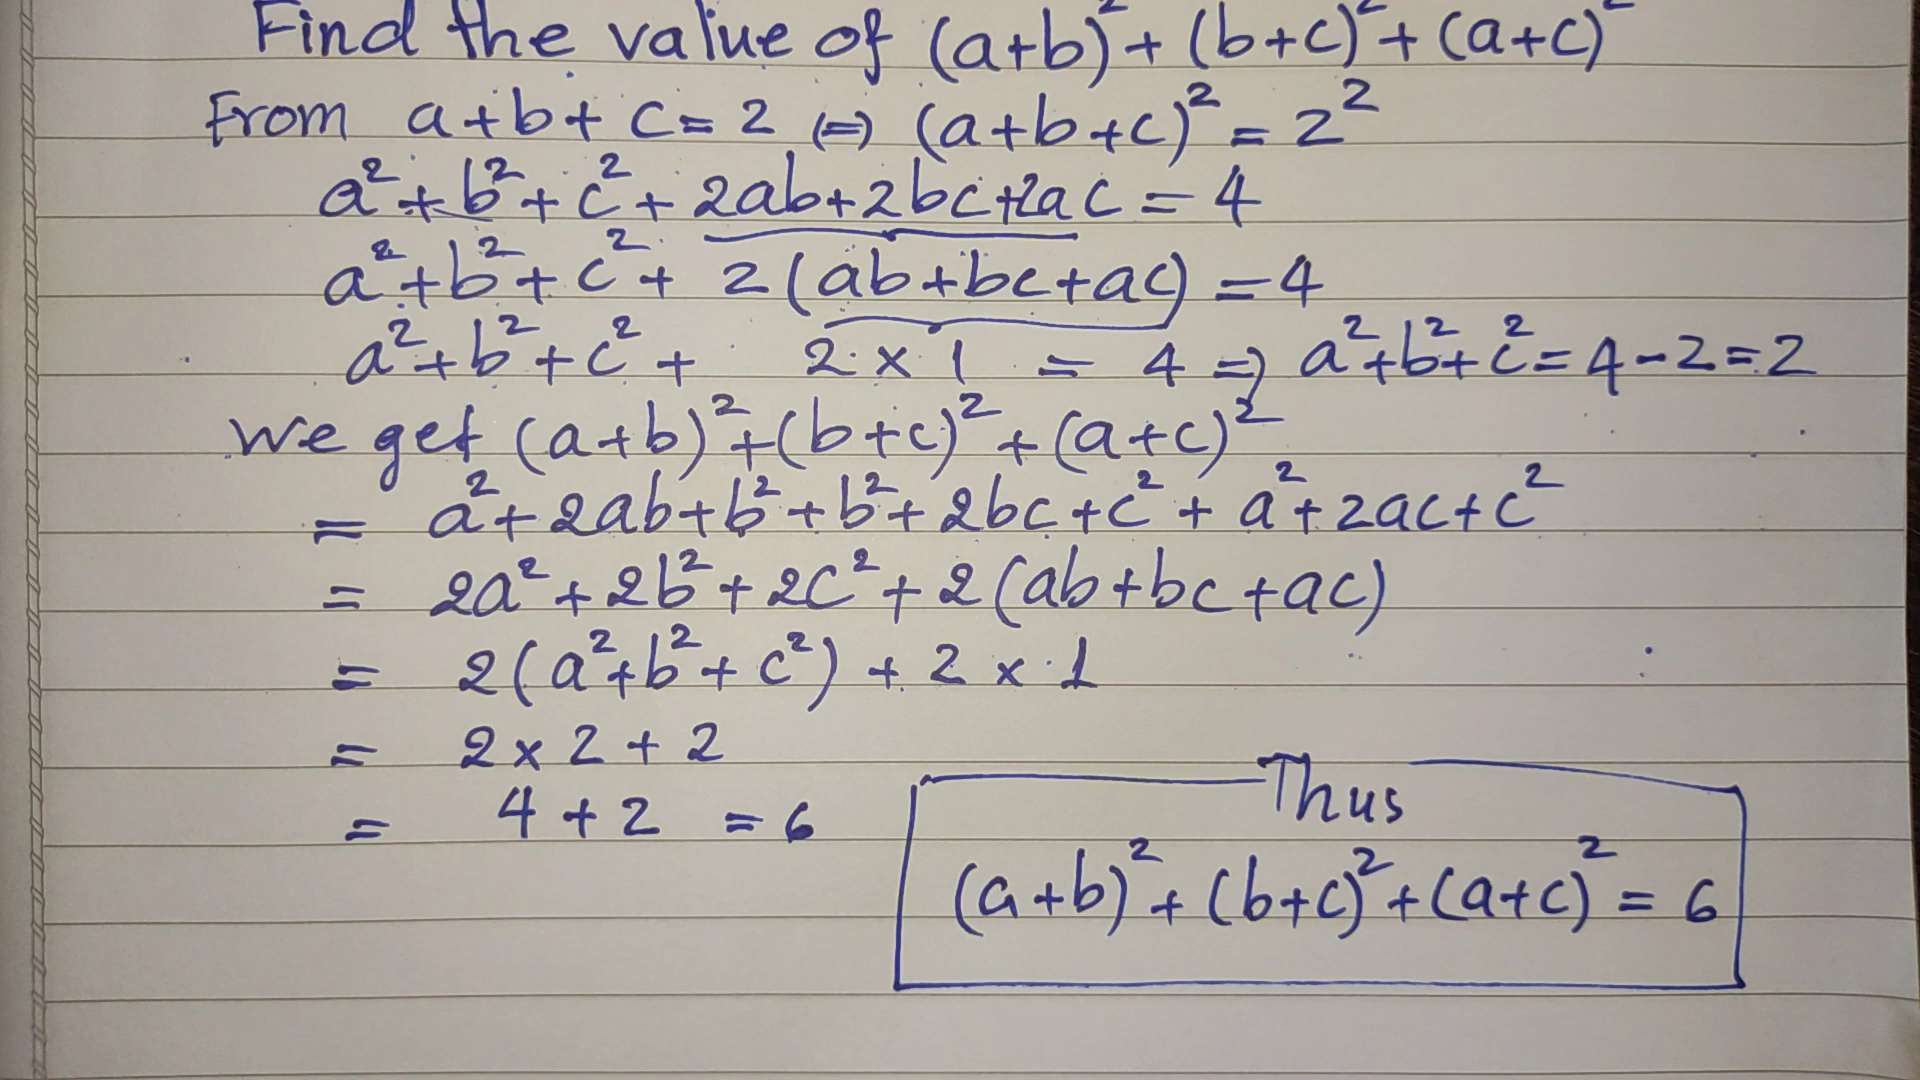 Find the value of (a+b)²+(b+c)²+(a+c)²
From a+b+c=2 (=) (a+b+c)²=2²
a²+b²+c²+2ab+2bc+2ac=4
a²+b²+c²+2(ab+bc+ac)=4
a²+b²+c²+ 2×1 = 4 => a²+b²+c²=4-2=2
We get (a+b)²+(b+c)²+(a+c)²
= a²+2ab+b²+b²+2bc+c²+a²+2ac+c²
= 2a²+2b²+2c²+2(ab+bc+ac)
= 2(a²+b²+c²)+2×1
= 2×2+2
= 4+2 =6
Thus
(a+b)²+(b+c)²+(a+c)²=6